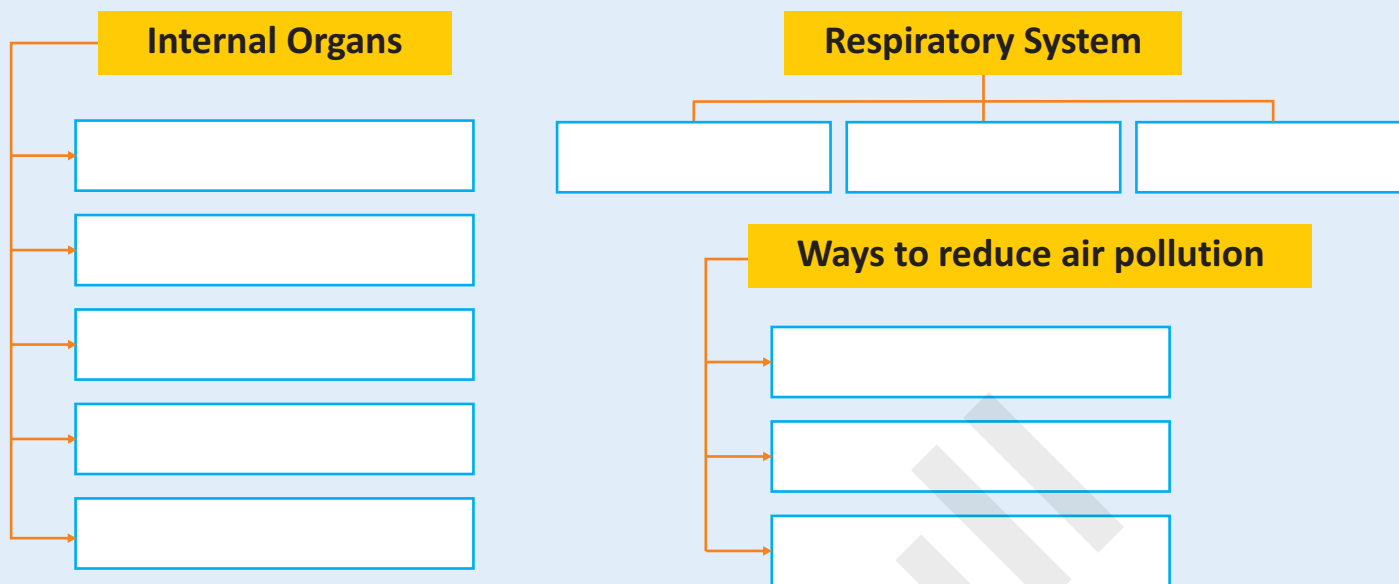 Internal Organs
Respiratory System
Ways to reduce air pollution